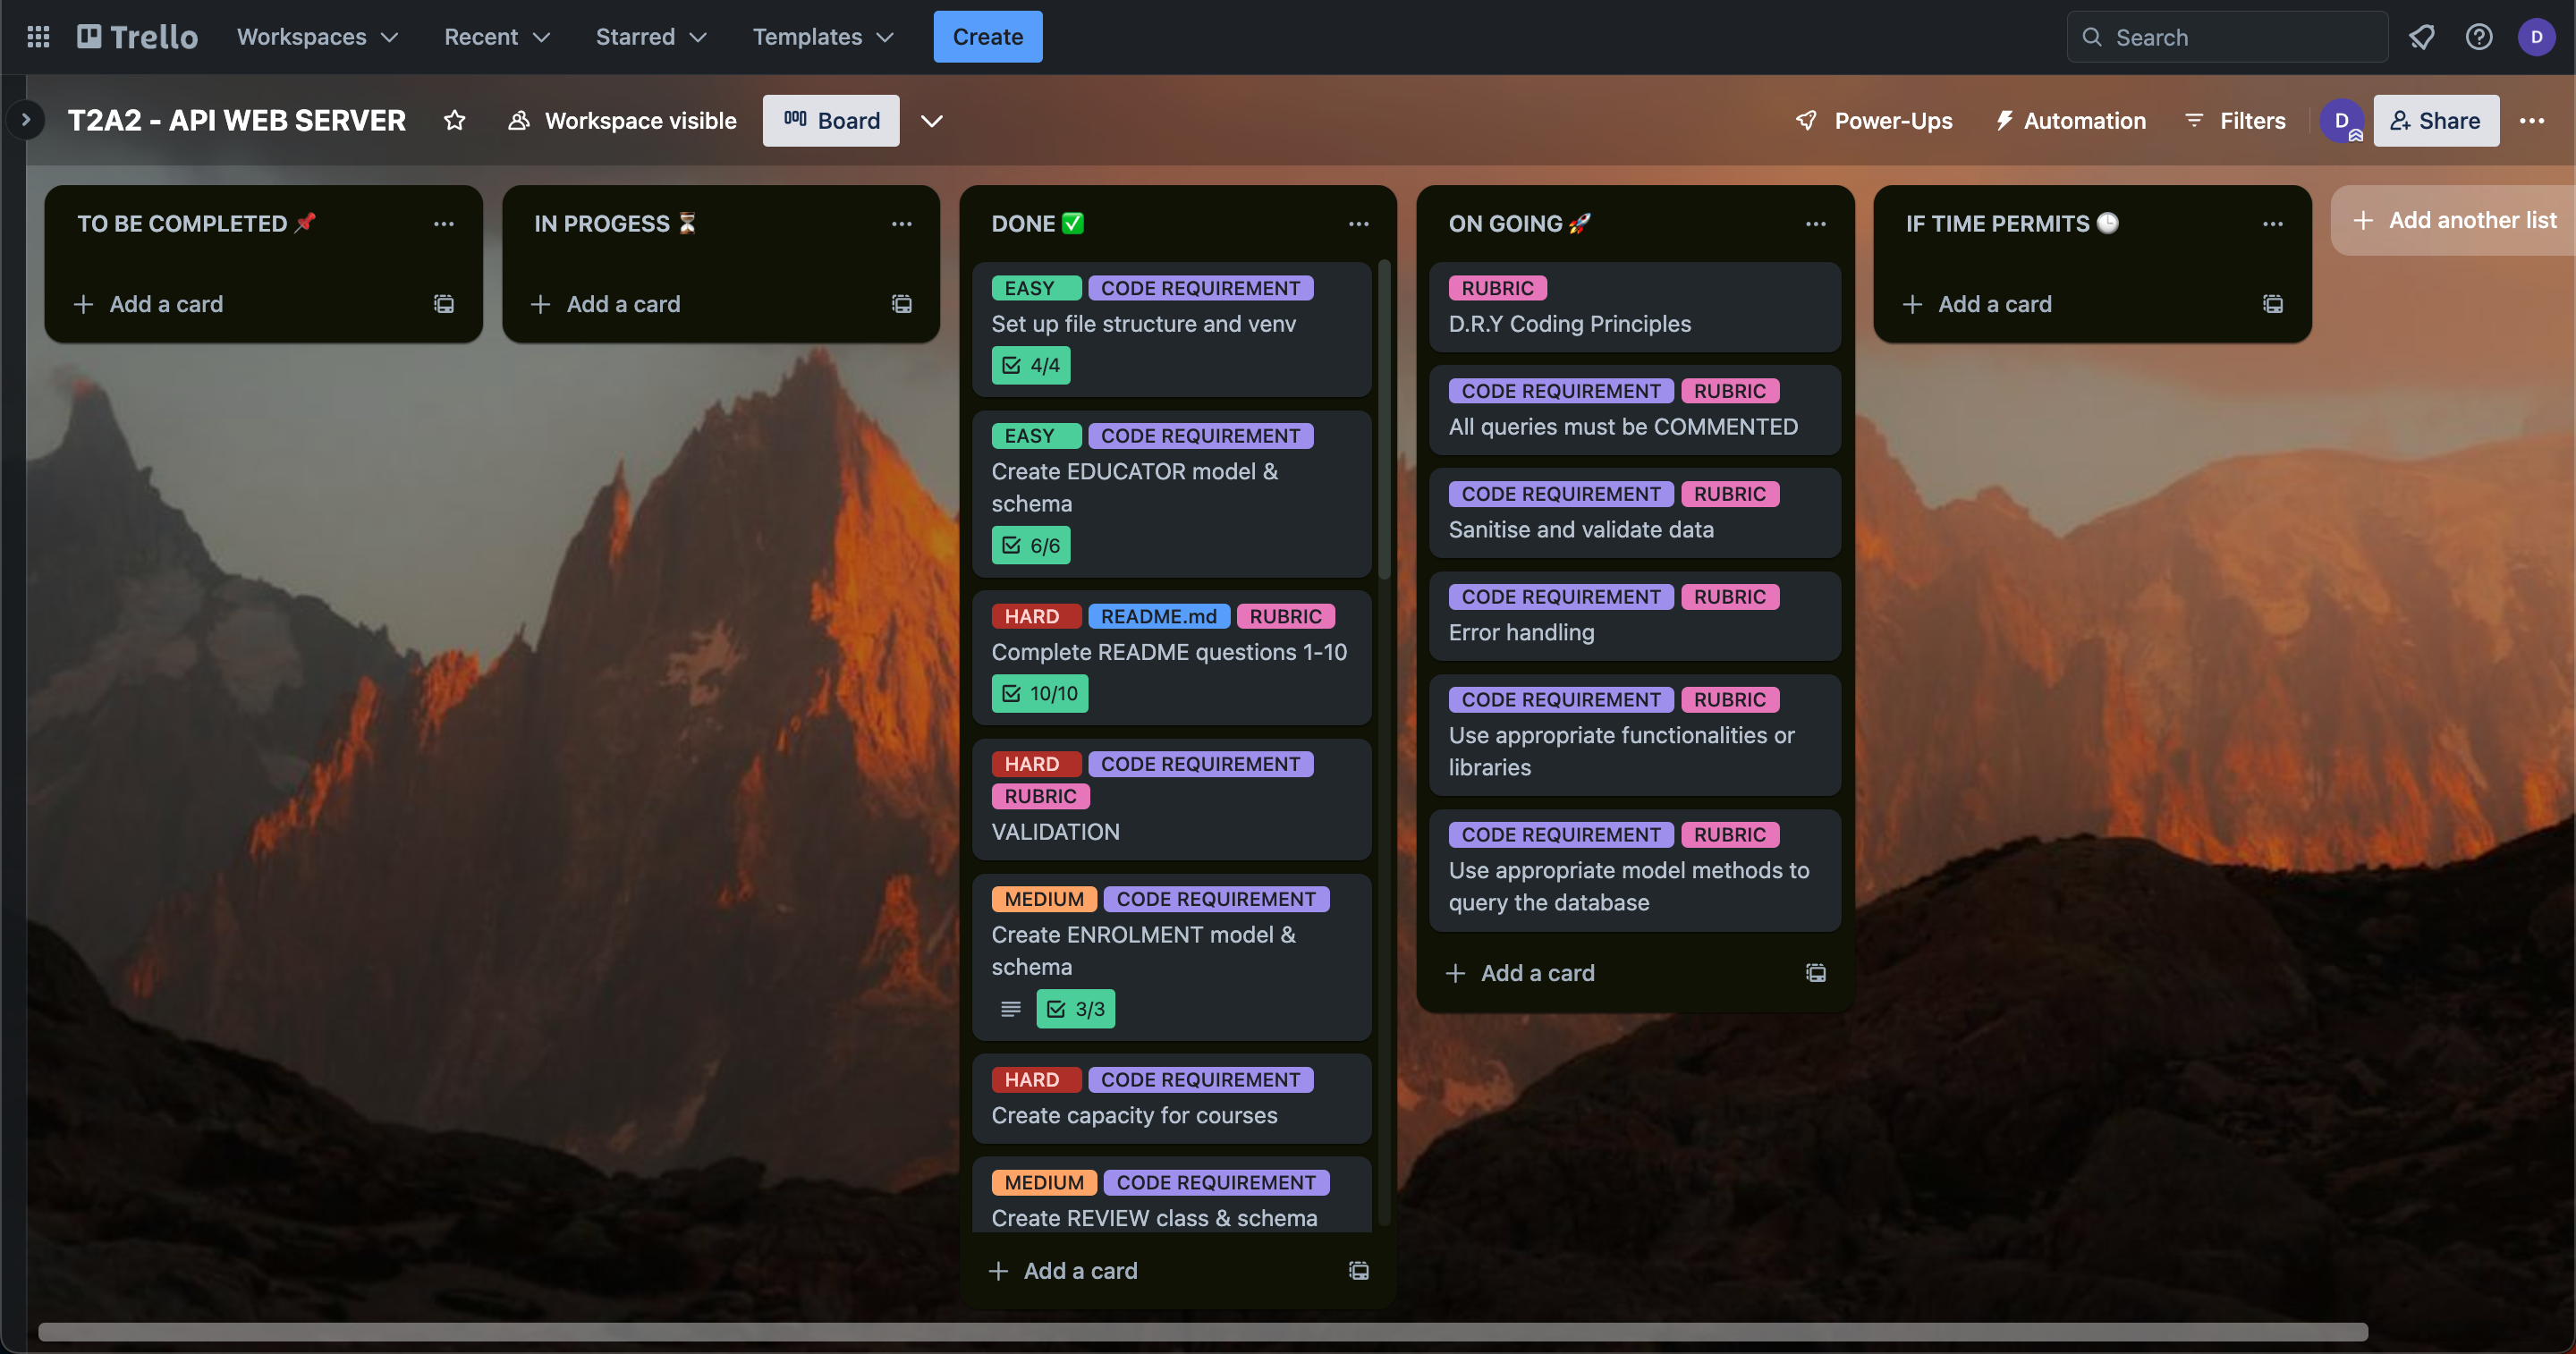 Trello
Workspaces
Recent
Starred
Templates
Create
Search
D
T2A2 - API WEB SERVER
Workspace visible
Board
Power-Ups
Automation
Filters
D
Share
TO BE COMPLETED 📌
Add a card
IN PROGESS ⏳
Add a card
DONE ✅
EASY CODE REQUIREMENT
Set up file structure and venv
4/4
EASY CODE REQUIREMENT
Create EDUCATOR model &
schema
6/6
HARD README.md RUBRIC
Complete README questions 1-10
10/10
HARD CODE REQUIREMENT
RUBRIC
VALIDATION
MEDIUM CODE REQUIREMENT
Create ENROLMENT model &
schema
3/3
HARD CODE REQUIREMENT
Create capacity for courses
MEDIUM CODE REQUIREMENT
Create REVIEW class & schema
Add a card
ON GOING 🚀
RUBRIC
D.R.Y Coding Principles
CODE REQUIREMENT RUBRIC
All queries must be COMMENTED
CODE REQUIREMENT RUBRIC
Sanitise and validate data
CODE REQUIREMENT RUBRIC
Error handling
CODE REQUIREMENT RUBRIC
Use appropriate functionalities or
libraries
CODE REQUIREMENT RUBRIC
Use appropriate model methods to
query the database
Add a card
IF TIME PERMITS 🕒
Add a card
Add another list